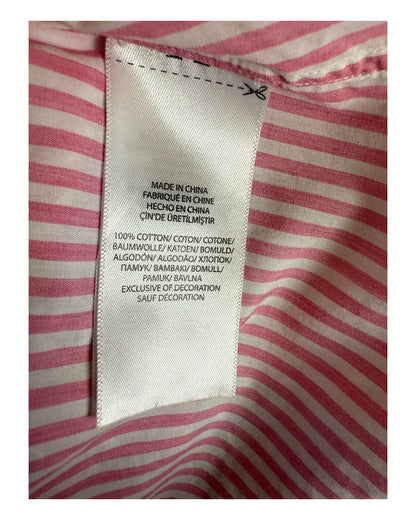 MADE IN CHINA
FABRIQUÉ EN CHINE
HECHO EN CHINA
ÇİN'DE ÜRETİLMİŞTİR
100% COTTON/ COTON/ COTONE/
BAUMWOLLE/ KATOEN/ BOMULD/
ALGODÓN/ ALGODÃO/ ХЛОПОК/
ПАМУК/ BAMBAKI/ BOMULL/
PAMUK/ BAVLNA
EXCLUSIVE OF DECORATION
SAUF DÉCORATION